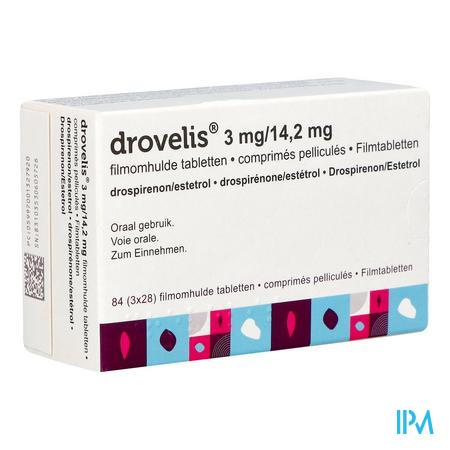 drovelis® 3 mg/14,2 mg
filmomhulde tabletten • comprimés pelliculés • Filmtabletten
drospirenon/estetrol • drospirénone/estétrol • Drospirenon/Estetrol
Oraal gebruik.
Voie orale.
Zum Einnehmen.
84 (3x28) filmomhulde tabletten • comprimés pelliculés • Filmtabletten
drovelis® 3 mg/14,2 mg filmomhulde tabletten •
comprimés pelliculés • Filmtabletten
drospirenon/estetrol • drospirénone/estétrol •
Drospirenon/Estetrol
IPM